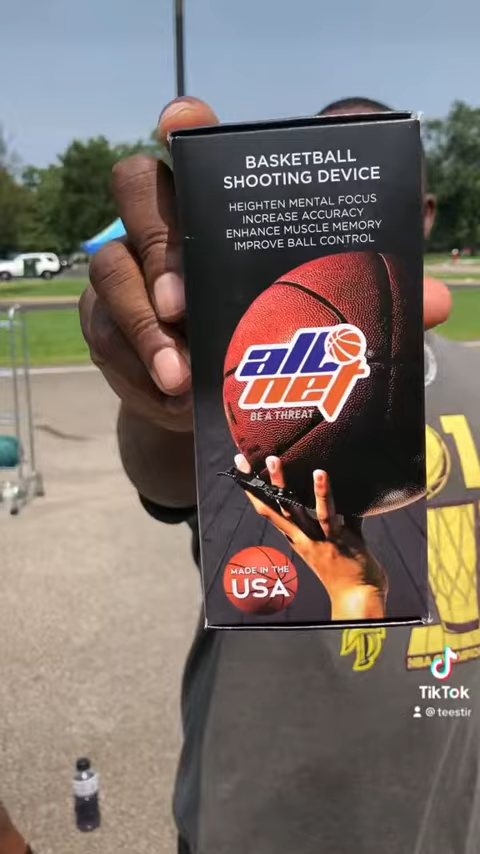 BASKETBALL
SHOOTING DEVICE
HEIGHTEN MENTAL FOCUS
INCREASE ACCURACY
ENHANCE MUSCLE MEMORY
IMPROVE BALL CONTROL
all
net
BE A THREAT
MADE IN THE
USA
TikTok
@teestir